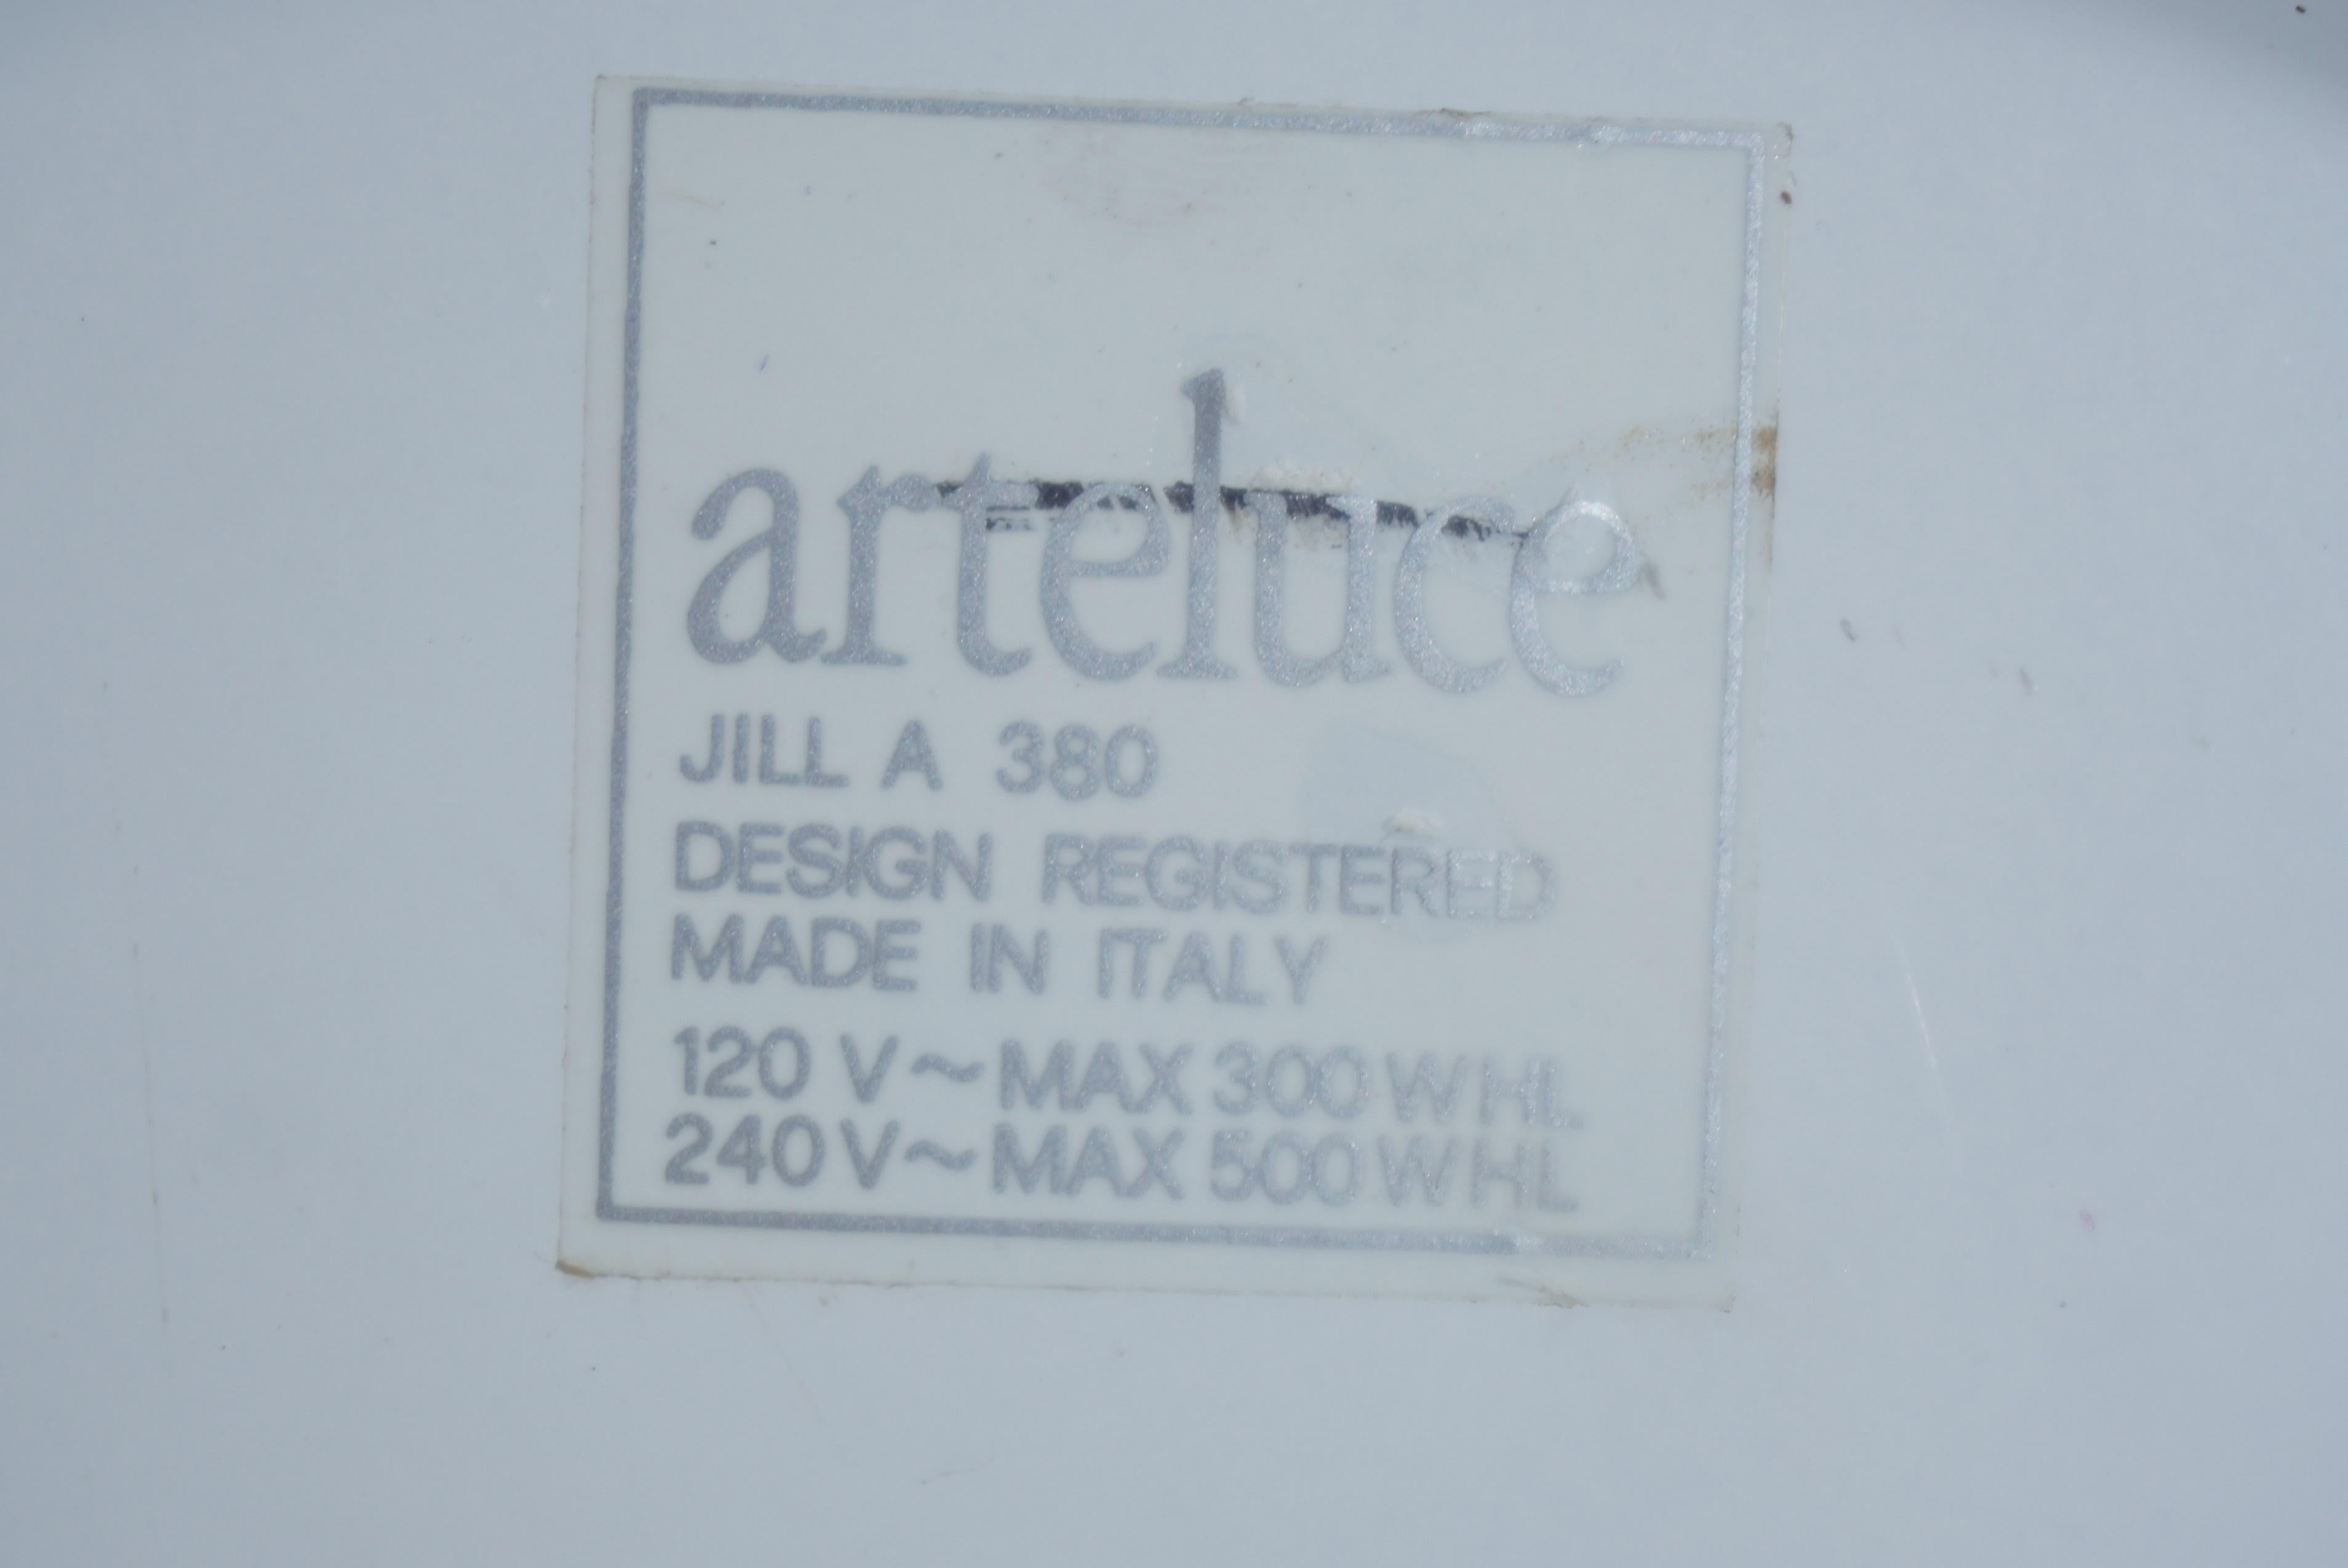 arteluce
JILL A 380
DESIGN REGISTERED
MADE IN ITALY
120 V~MAX 300 W HL
240 V~MAX 500 W HL